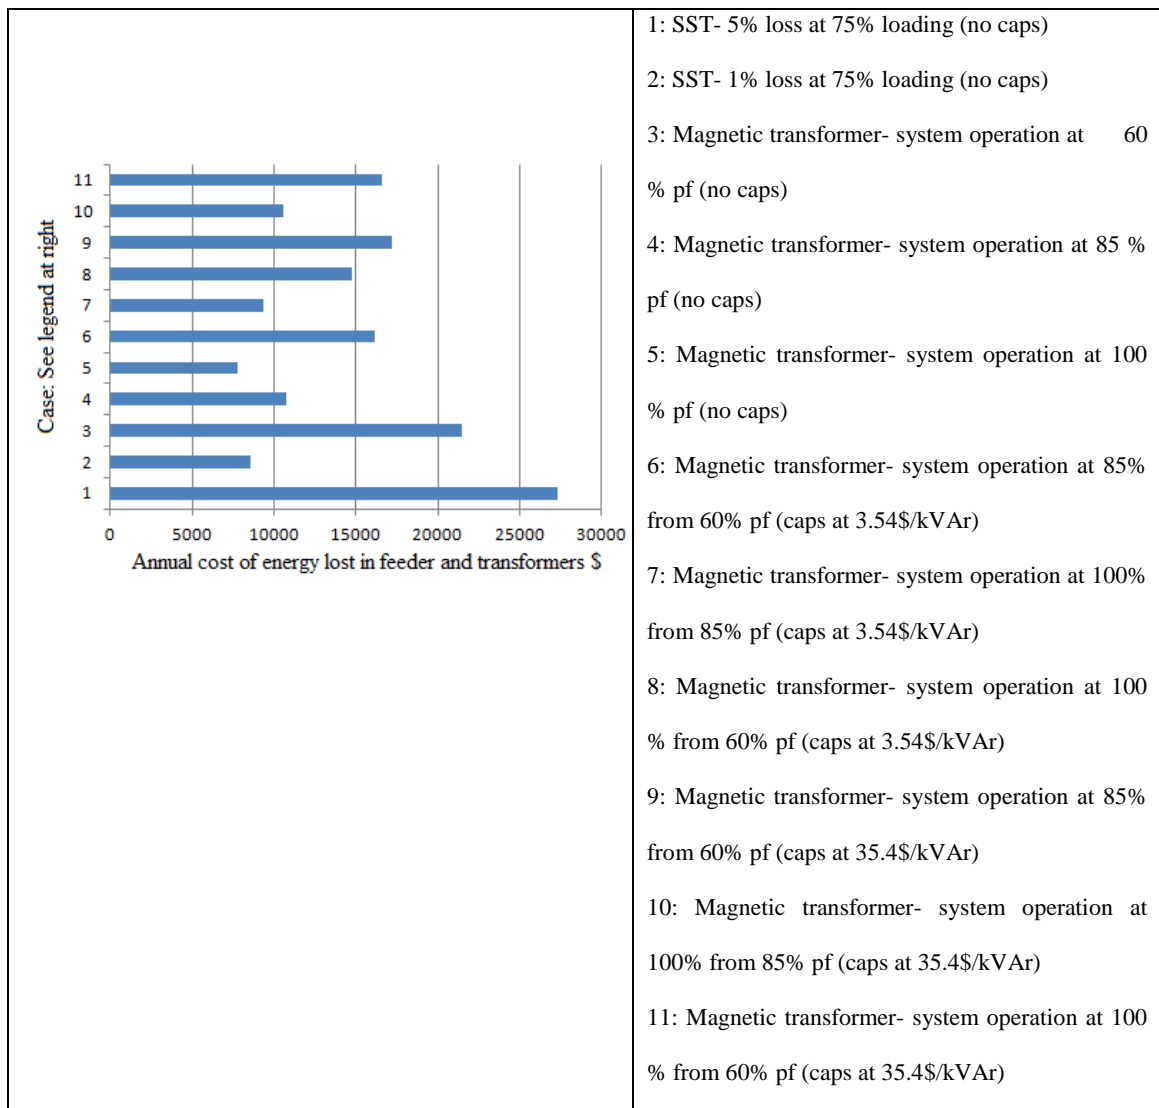 Case: See legend at right
11
10
9
8
7
6
5
4
3
2
1
0 5000 10000 15000 20000 25000 30000
Annual cost of energy lost in feeder and transformers $
1: SST- 5% loss at 75% loading (no caps)
2: SST- 1% loss at 75% loading (no caps)
3: Magnetic transformer- system operation at 60
% pf (no caps)
4: Magnetic transformer- system operation at 85 %
pf (no caps)
5: Magnetic transformer- system operation at 100
% pf (no caps)
6: Magnetic transformer- system operation at 85%
from 60% pf (caps at 3.54$/kVAr)
7: Magnetic transformer- system operation at 100%
from 85% pf (caps at 3.54$/kVAr)
8: Magnetic transformer- system operation at 100
% from 60% pf (caps at 3.54$/kVAr)
9: Magnetic transformer- system operation at 85%
from 60% pf (caps at 35.4$/kVAr)
10: Magnetic transformer- system operation at
100% from 85% pf (caps at 35.4$/kVAr)
11: Magnetic transformer- system operation at 100
% from 60% pf (caps at 35.4$/kVAr)